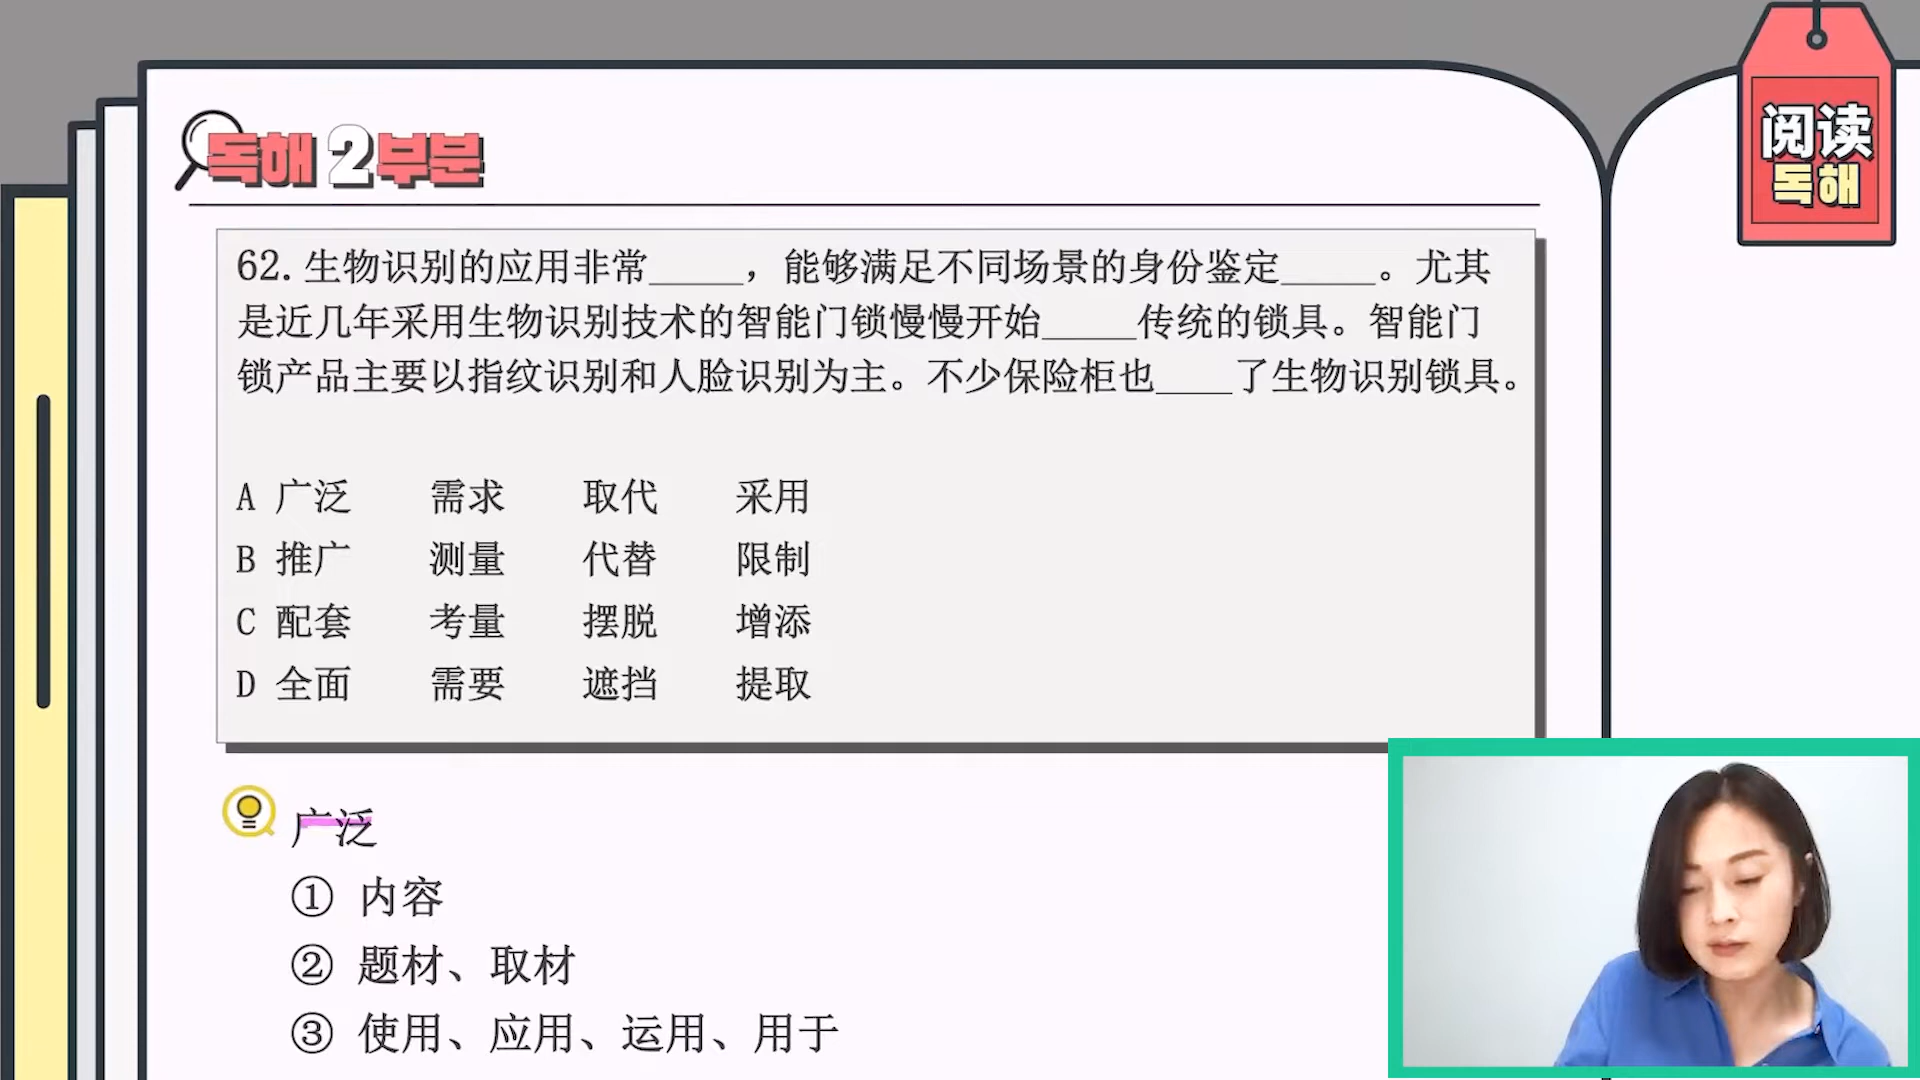 독해 2부분
阅读
독해
62. 生物识别的应用非常_____，能够满足不同场景的身份鉴定_____。尤其
是近几年采用生物识别技术的智能门锁慢慢开始_____传统的锁具。智能门
锁产品主要以指纹识别和人脸识别为主。不少保险柜也____了生物识别锁具。
A 广泛 需求 取代 采用
B 推广 测量 代替 限制
C 配套 考量 摆脱 增添
D 全面 需要 遮挡 提取
广泛
① 内容
② 题材、取材
③ 使用、应用、运用、用于